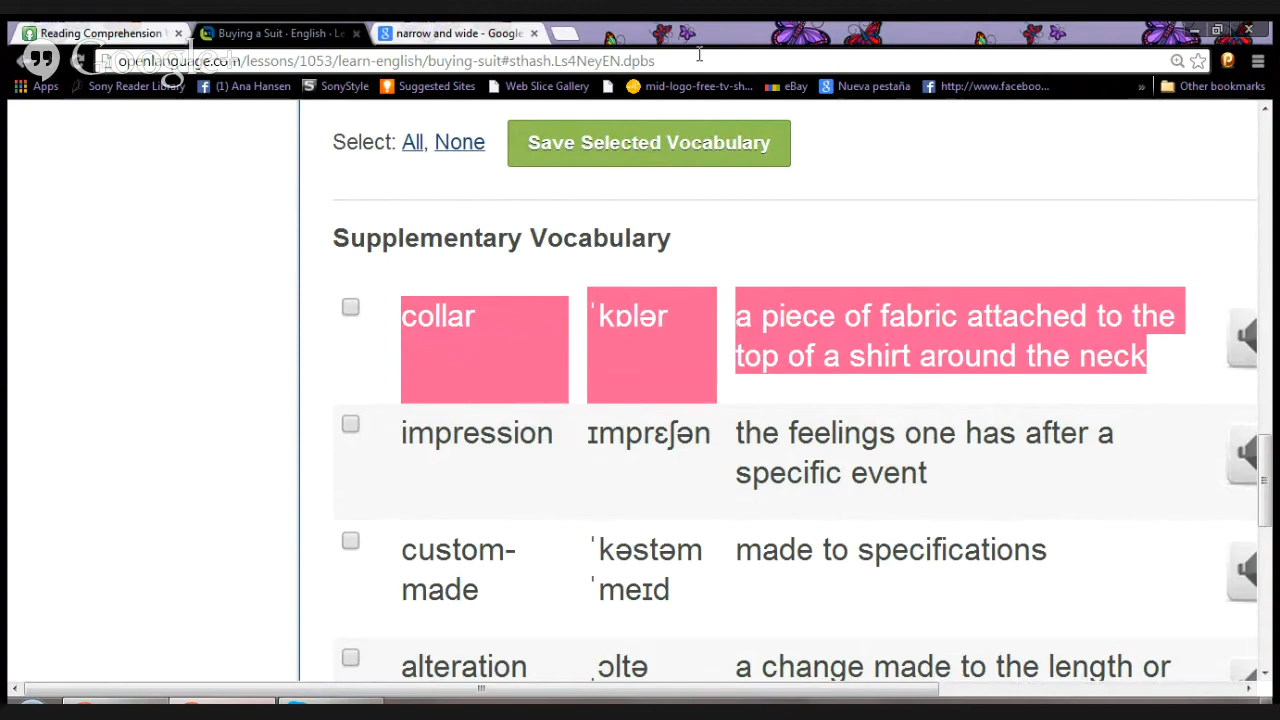 Reading Comprehension
Buying a Suit · English · Le
narrow and wide - Google
Google+
openlanguage.com/lessons/1053/learn-english/buying-suit#sthash.s4NeyEN.dpbs
Apps
Sony Reader Library
(1) Ana Hansen
SonyStyle
Suggested Sites
Web Slice Gallery
mid-logo-free-tv-sh...
eBay
Nueva pestaña
http://www.faceboo...
»
Other bookmarks
Select: All, None
Save Selected Vocabulary
Supplementary Vocabulary
collar ˈkɒlər a piece of fabric attached to the
top of a shirt around the neck
impression ɪmprɛʃən the feelings one has after a
specific event
custom- ˈkəstəm made to specifications
made ˈmeɪd
alteration ˌɔltə a change made to the length or